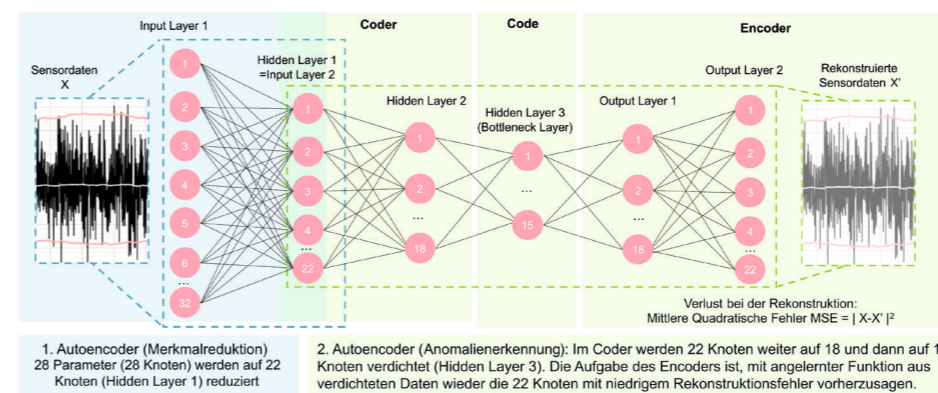 Coder
Code
Encoder
Input Layer 1
Sensordaten
X
Hidden Layer 1
=Input Layer 2
Hidden Layer 2
Hidden Layer 3
(Bottleneck Layer)
Output Layer 1
Output Layer 2
Rekonstruierte
Sensordaten X'
1
2
3
4
5
6
...
32
1
2
3
4
...
22
1
2
...
18
1
...
15
1
2
...
18
1
2
3
4
...
22
Verlust bei der Rekonstruktion:
Mittlere Quadratische Fehler MSE = | X-X' |²
1. Autoencoder (Merkmalreduktion)
28 Parameter (28 Knoten) werden auf 22
Knoten (Hidden Layer 1) reduziert
2. Autoencoder (Anomalienerkennung): Im Coder werden 22 Knoten weiter auf 18 und dann auf 1
Knoten verdichtet (Hidden Layer 3). Die Aufgabe des Encoders ist, mit angelernter Funktion aus
verdichteten Daten wieder die 22 Knoten mit niedrigem Rekonstruktionsfehler vorherzusagen.